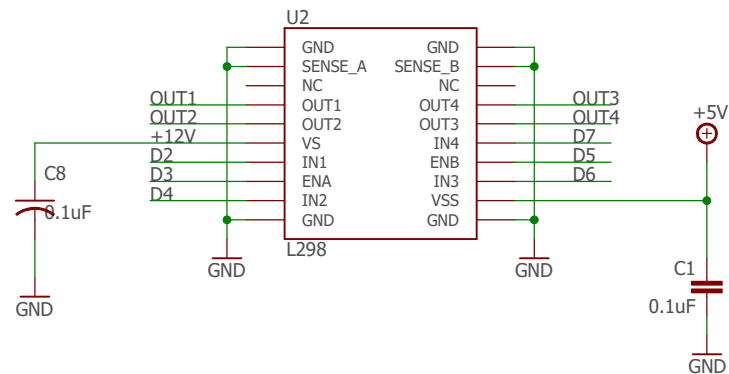 U2
GND GND
SENSE_A SENSE_B
NC NC
OUT1 OUT1 OUT4 OUT3
OUT2 OUT2 OUT3 OUT4
+12V VS IN4 D7
D2 IN1 ENB D5
D3 ENA IN3 D6
D4 IN2 VSS
GND GND
L298
+5V
C8
0.1uF
GND
GND
GND
C1
0.1uF
GND